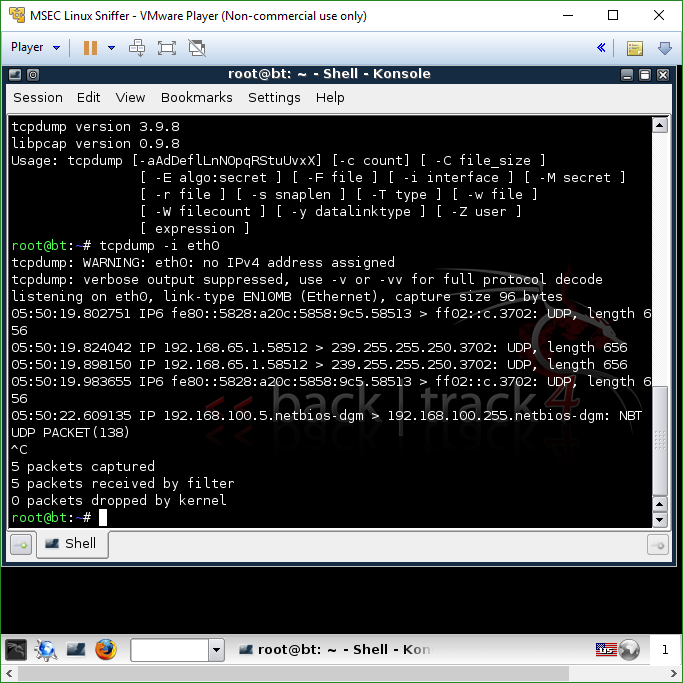 MSEC Linux Sniffer - VMware Player (Non-commercial use only)
Player
root@bt: ~ - Shell - Konsole
Session Edit View Bookmarks Settings Help
tcpdump version 3.9.8
libpcap version 0.9.8
Usage: tcpdump [-aAdDeflLnNOpqRStuUvxX] [-c count] [ -C file_size ]
[ -E algo:secret ] [ -F file ] [ -i interface ] [ -M secret ]
[ -r file ] [ -s snaplen ] [ -T type ] [ -w file ]
[ -W filecount ] [ -y datalinktype ] [ -Z user ]
[ expression ]
root@bt:~# tcpdump -i eth0
tcpdump: WARNING: eth0: no IPv4 address assigned
tcpdump: verbose output suppressed, use -v or -vv for full protocol decode
listening on eth0, link-type EN10MB (Ethernet), capture size 96 bytes
05:50:19.802751 IP6 fe80::5828:a20c:5858:9c5.58513 > ff02::c.3702: UDP, length 6
56
05:50:19.824042 IP 192.168.65.1.58512 > 239.255.255.250.3702: UDP, length 656
05:50:19.898150 IP 192.168.65.1.58512 > 239.255.255.250.3702: UDP, length 656
05:50:19.983655 IP6 fe80::5828:a20c:5858:9c5.58513 > ff02::c.3702: UDP, length 6
56
05:50:22.609135 IP 192.168.100.5.netbios-dgm > 192.168.100.255.netbios-dgm: NBT
UDP PACKET(138)
<< back | track 4
^C
5 packets captured
5 packets received by filter
0 packets dropped by kernel
root@bt:~#
Shell
root@bt: ~ - Shell - Kon
1